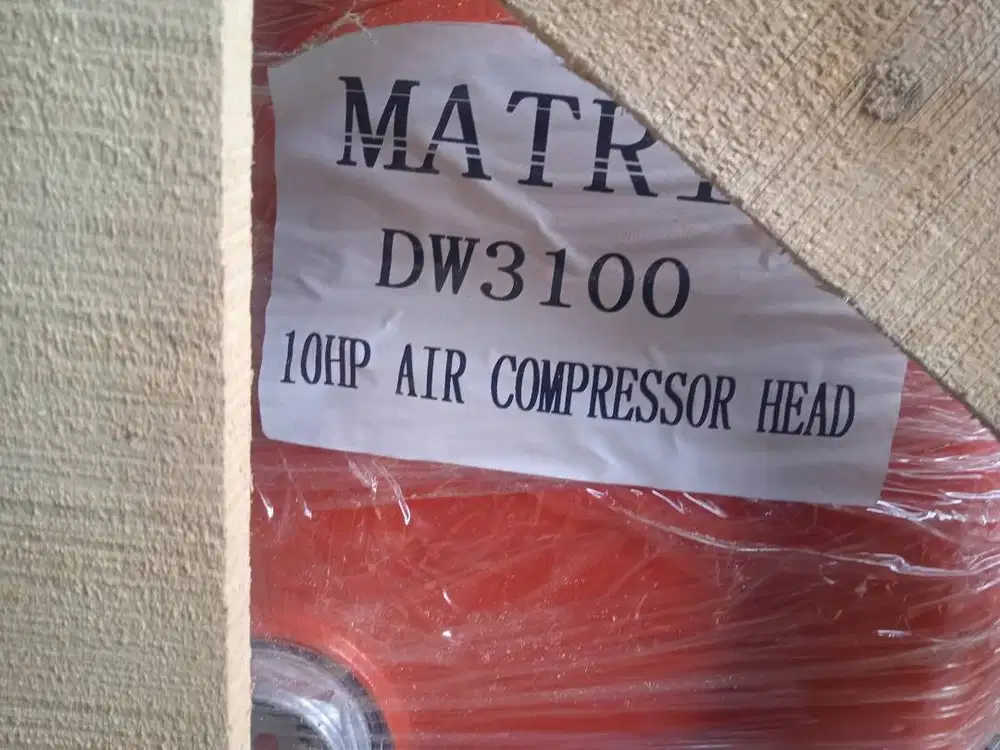 MATRI
DW3100
10HP AIR COMPRESSOR HEAD